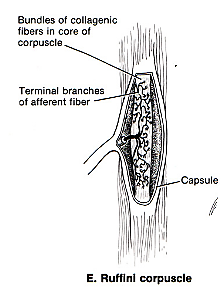 Bundles of collagenic
fibers in core of
corpuscle
Terminal branches
of afferent fiber
Capsule
E. Ruffini corpuscle